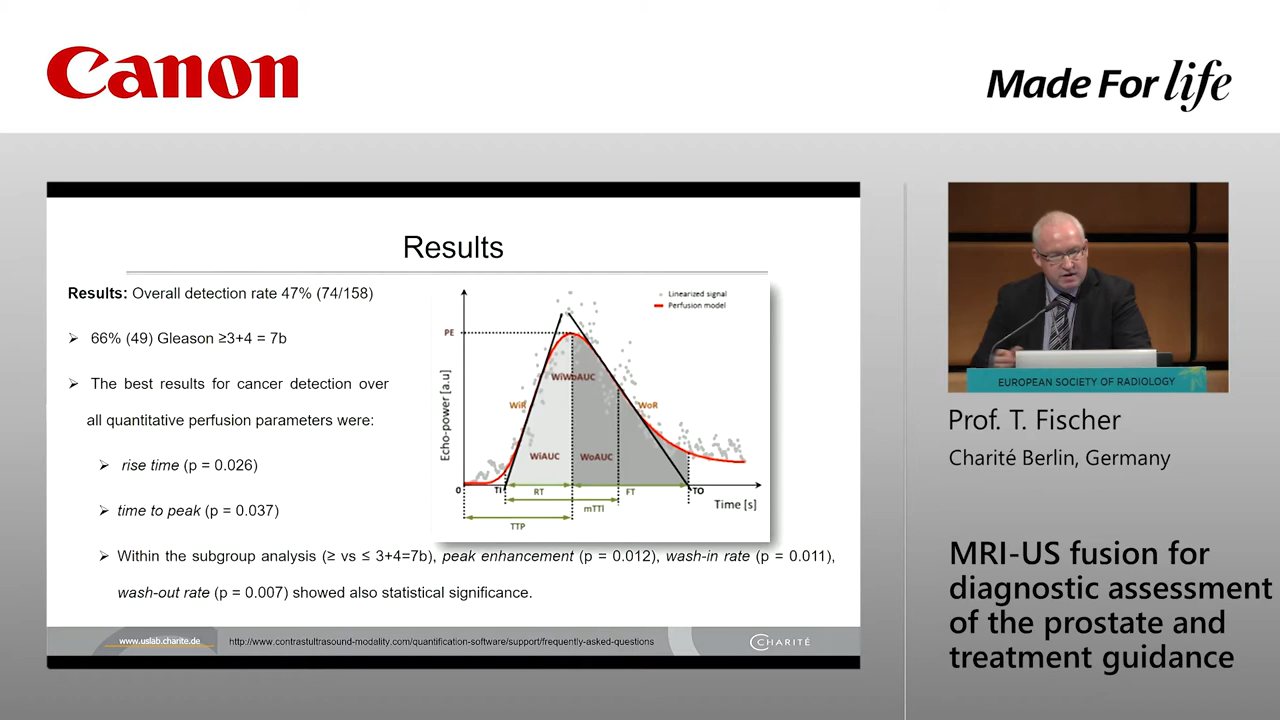 Canon
Made For life
Results
Results: Overall detection rate 47% (74/158)
➢ 66% (49) Gleason ≥3+4 = 7b
➢ The best results for cancer detection over
all quantitative perfusion parameters were:
➢ rise time (p = 0.026)
➢ time to peak (p = 0.037)
➢ Within the subgroup analysis (≥ vs ≤ 3+4=7b), peak enhancement (p = 0.012), wash-in rate (p = 0.011),
wash-out rate (p = 0.007) showed also statistical significance.
Linearized signal
Perfusion model
PE
Echo-power [a.u]
WiWoAUC
WiR
WoR
WiAUC
WoAUC
0
TI
RT
FT
TO
mTTI
Time [s]
TTP
www.uslab.charite.de
http://www.contrastultrasound-modality.com/quantification-software/support/frequently-asked-questions
CHARITÉ
EUROPEAN SOCIETY OF RADIOLOGY
Prof. T. Fischer
Charité Berlin, Germany
MRI-US fusion for
diagnostic assessment
of the prostate and
treatment guidance